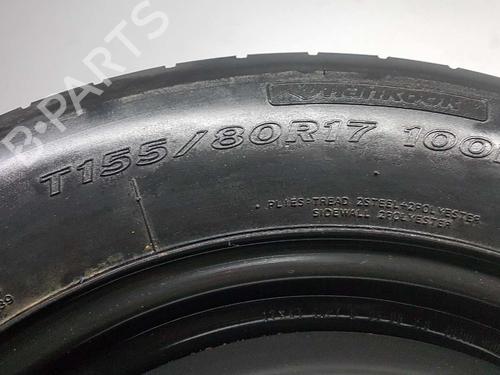 HANKOOK
T155/80R17 100
PLIES-TREAD 2STEEL+2POLYESTER
SIDEWALL 2POLYESTER
B-PARTS